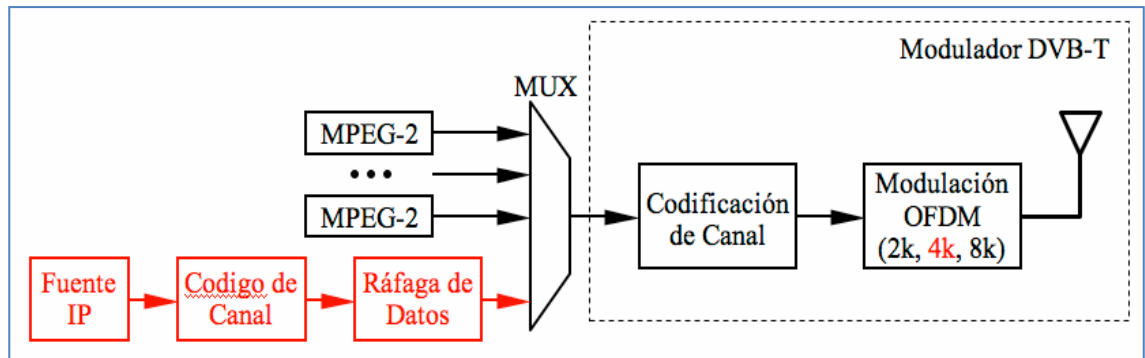 Modulador DVB-T
MUX
MPEG-2
•••
MPEG-2
Codificación
de Canal
Modulación
OFDM
(2k, 4k, 8k)
Fuente
IP
Codigo de
Canal
Ráfaga de
Datos